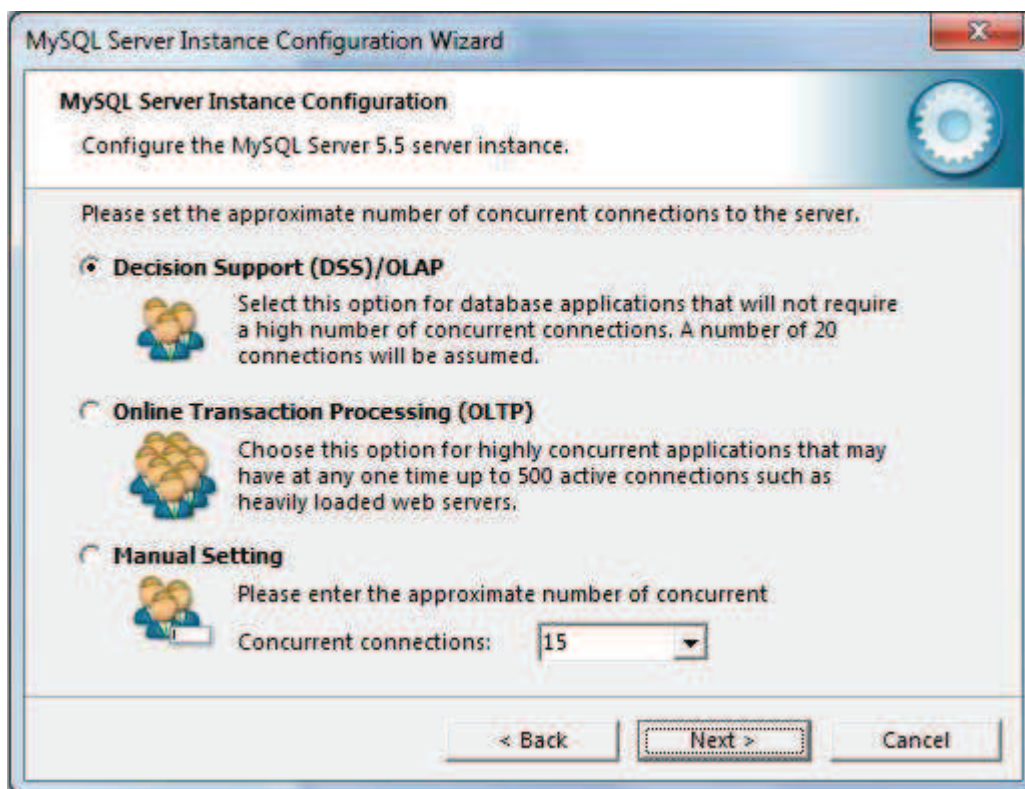 MySQL Server Instance Configuration Wizard
MySQL Server Instance Configuration
Configure the MySQL Server 5.5 server instance.
Please set the approximate number of concurrent connections to the server.
Decision Support (DSS)/OLAP
Select this option for database applications that will not require
a high number of concurrent connections. A number of 20
connections will be assumed.
Online Transaction Processing (OLTP)
Choose this option for highly concurrent applications that may
have at any one time up to 500 active connections such as
heavily loaded web servers.
Manual Setting
Please enter the approximate number of concurrent
Concurrent connections: 15
< Back Next > Cancel